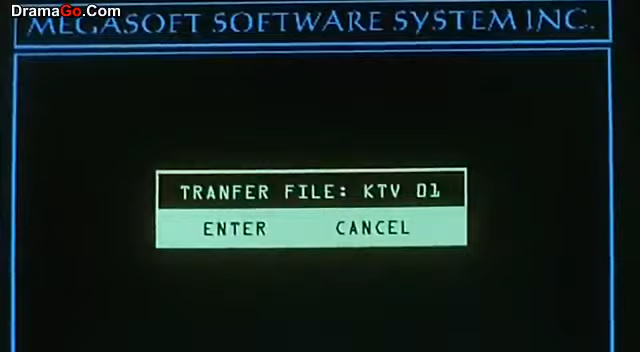 DramaGo.Com
MEGASOFT SOFTWARE SYSTEM INC.
TRANFER FILE: KTV 01
ENTER CANCEL